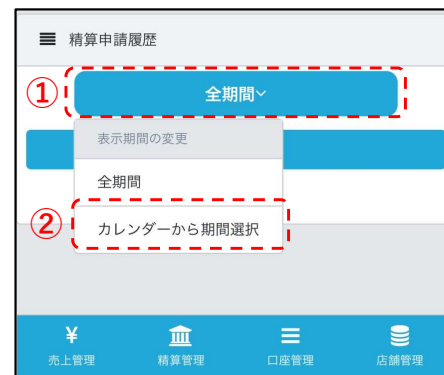 精算申請履歴
① 全期間
表示期間の変更
全期間
② カレンダーから期間選択
¥
売上管理 精算管理 口座管理 店舗管理